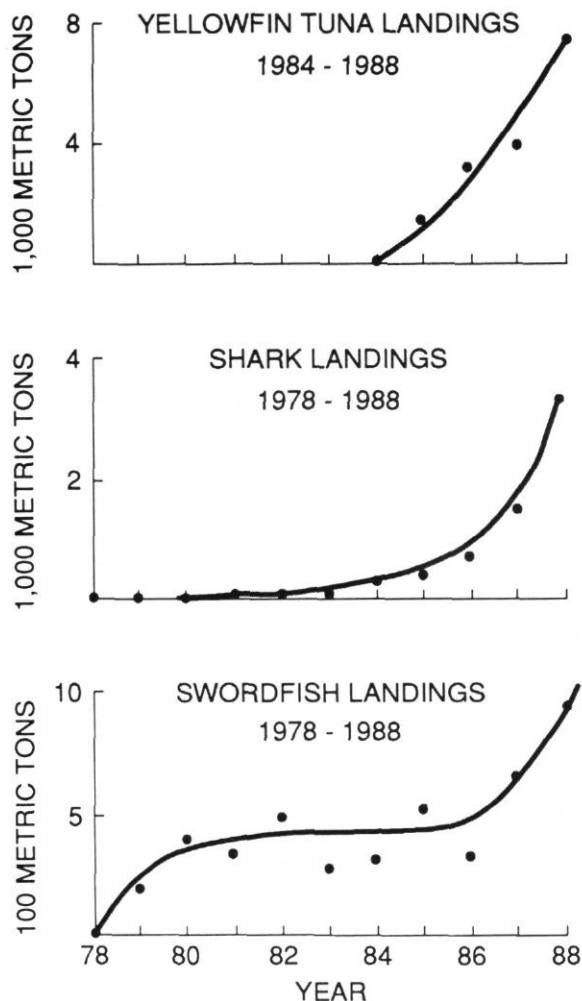 YELLOWFIN TUNA LANDINGS
1984 - 1988
1,000 METRIC TONS
8
4
SHARK LANDINGS
1978 - 1988
1,000 METRIC TONS
4
2
SWORDFISH LANDINGS
1978 - 1988
100 METRIC TONS
10
5
78 80 82 84 86 88
YEAR